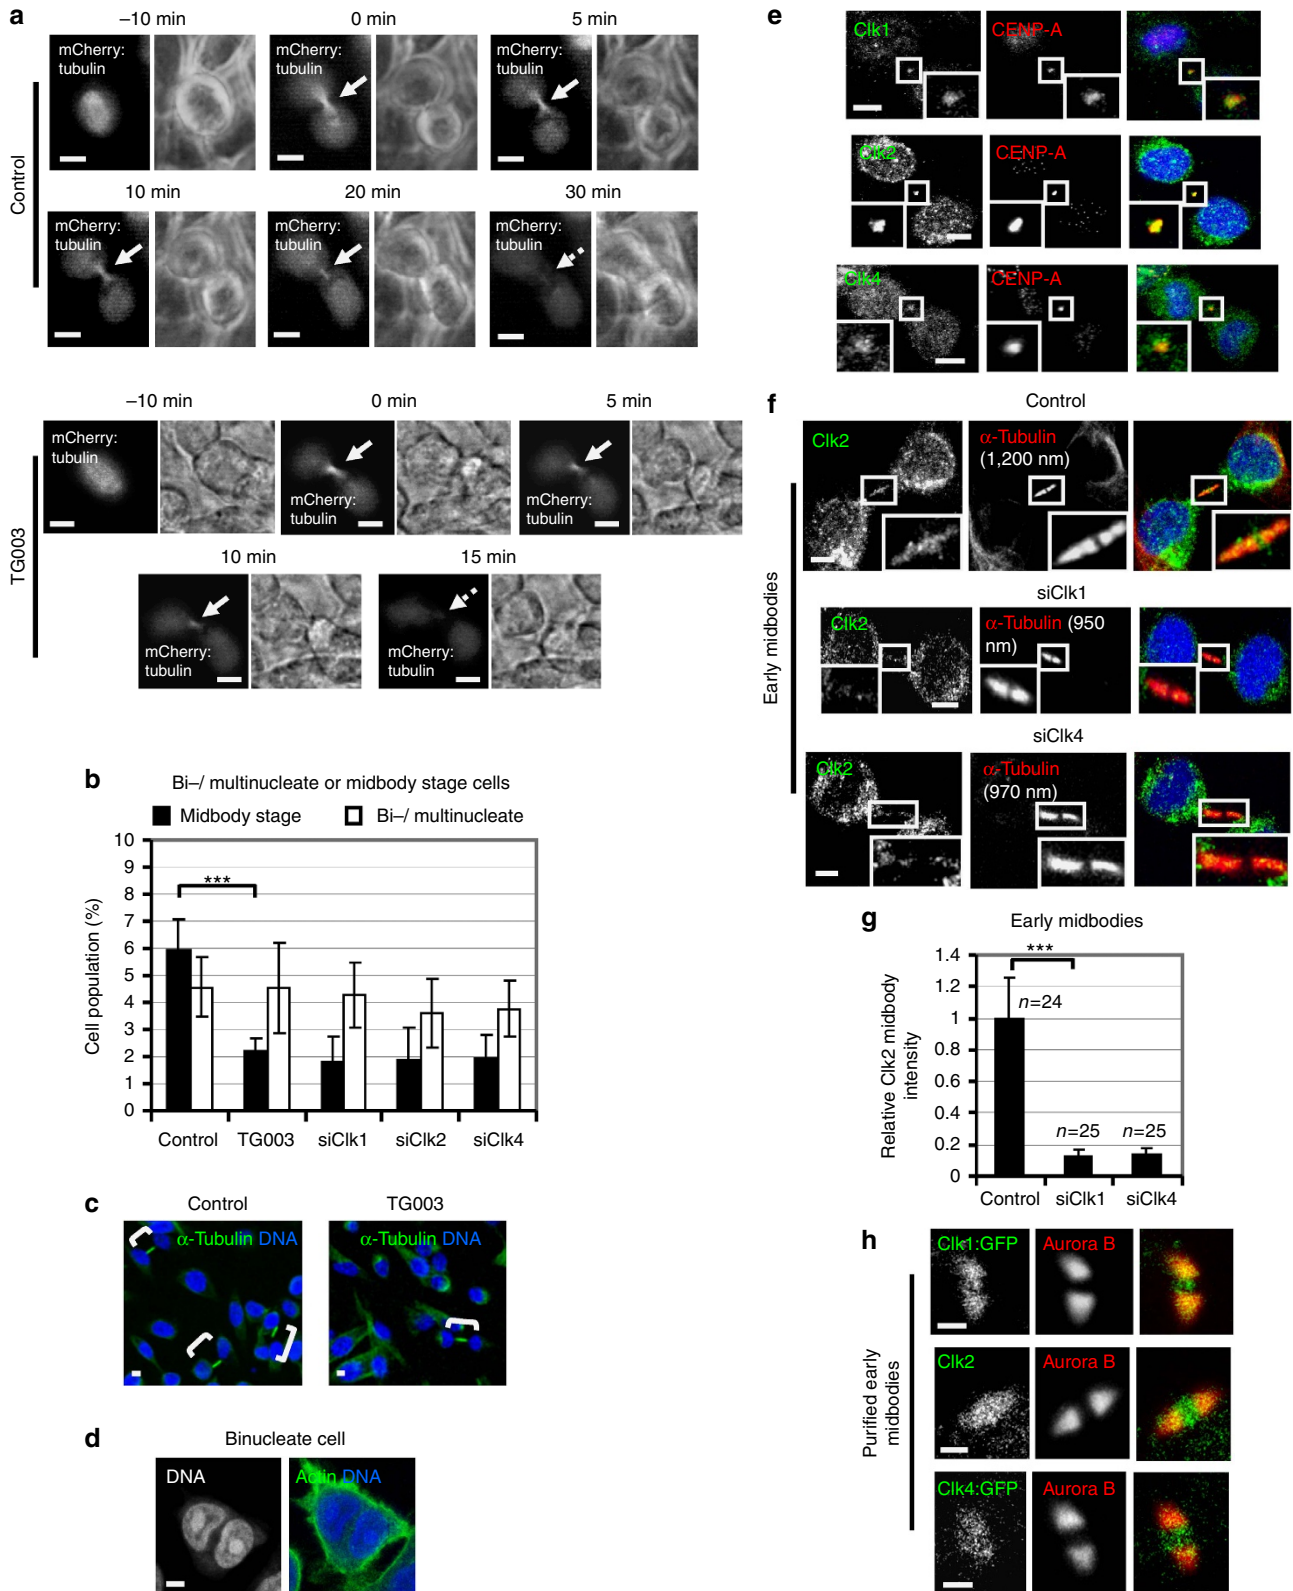 a
−10 min
0 min
5 min
Control
mCherry:
tubulin
mCherry:
tubulin
mCherry:
tubulin
10 min
20 min
30 min
mCherry:
tubulin
mCherry:
tubulin
mCherry:
tubulin
−10 min
0 min
5 min
TG003
mCherry:
tubulin
mCherry:
tubulin
mCherry:
tubulin
10 min
15 min
mCherry:
tubulin
mCherry:
tubulin
b
Bi–/ multinucleate or midbody stage cells
Midbody stage
Bi–/ multinucleate
Cell population (%)
10
9
8
7
6
5
4
3
2
1
0
***
Control
TG003
siClk1
siClk2
siClk4
c
Control
TG003
α-Tubulin DNA
α-Tubulin DNA
d
Binucleate cell
DNA
Actin DNA
e
Clk1
CENP-A
Clk2
CENP-A
Clk4
CENP-A
f
Control
Early midbodies
Clk2
α-Tubulin
(1,200 nm)
siClk1
Clk2
α-Tubulin (950
nm)
siClk4
Clk2
α-Tubulin
(970 nm)
g
Early midbodies
Relative Clk2 midbody
intensity
1.4
1.2
1
0.8
0.6
0.4
0.2
0
***
n=24
n=25
n=25
Control
siClk1
siClk4
h
Purified early
midbodies
Clk1:GFP
Aurora B
Clk2
Aurora B
Clk4:GFP
Aurora B